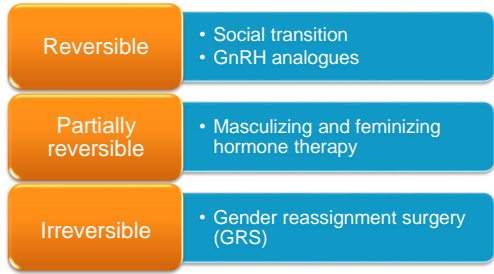 Reversible
• Social transition
• GnRH analogues
Partially
reversible
• Masculizing and feminizing
hormone therapy
Irreversible
• Gender reassignment surgery
(GRS)